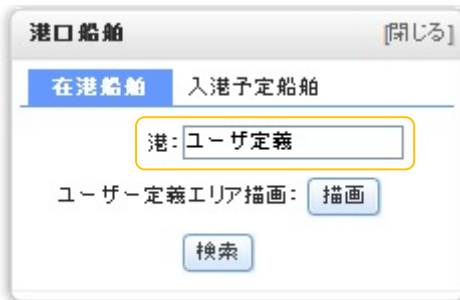 港口船舶 [閉じる]
在港船舶 入港予定船舶
港: ユーザ定義
ユーザー定義エリア描画: 描画
検索